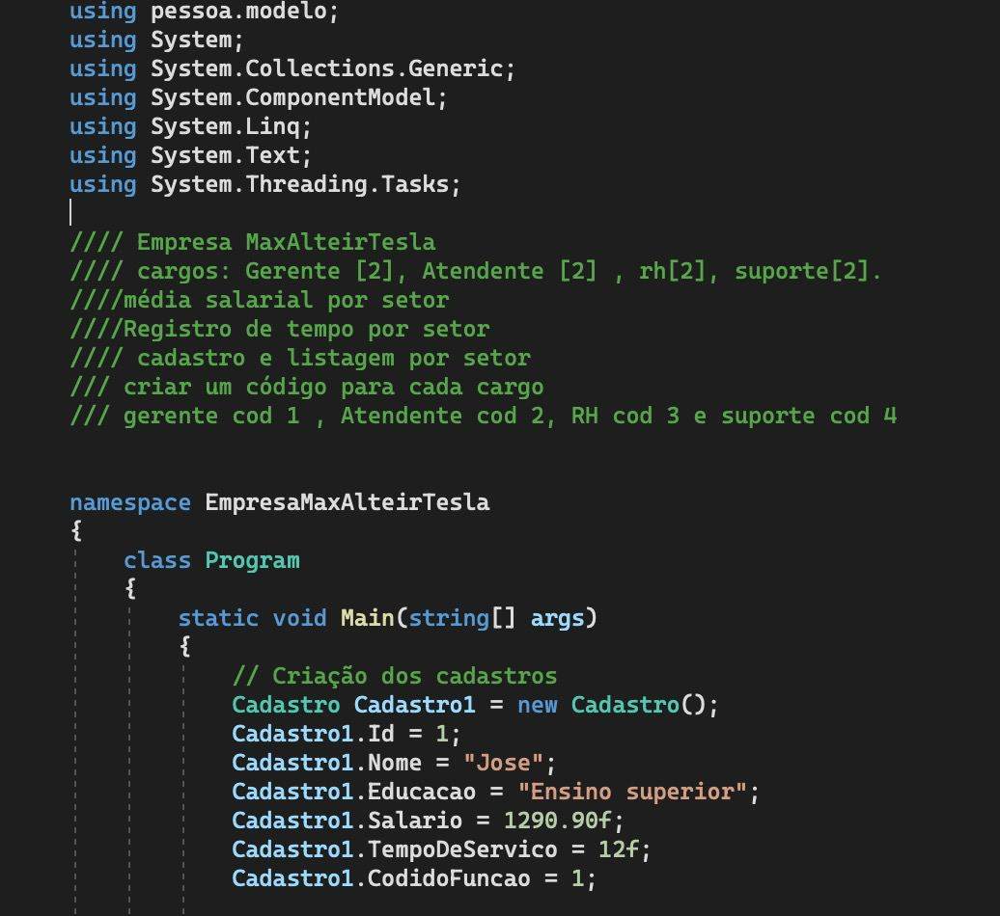 using pessoa.modelo;
using System;
using System.Collections.Generic;
using System.ComponentModel;
using System.Linq;
using System.Text;
using System.Threading.Tasks;
//// Empresa MaxAlteirTesla
//// cargos: Gerente [2], Atendente [2] , rh[2], suporte[2].
////média salarial por setor
////Registro de tempo por setor
//// cadastro e listagem por setor
/// criar um código para cada cargo
/// gerente cod 1 , Atendente cod 2, RH cod 3 e suporte cod 4
namespace EmpresaMaxAlteirTesla
{
class Program
{
static void Main(string[] args)
{
// Criação dos cadastros
Cadastro Cadastro1 = new Cadastro();
Cadastro1.Id = 1;
Cadastro1.Nome = "Jose";
Cadastro1.Educacao = "Ensino superior";
Cadastro1.Salario = 1290.90f;
Cadastro1.TempoDeServico = 12f;
Cadastro1.CodidoFuncao = 1;